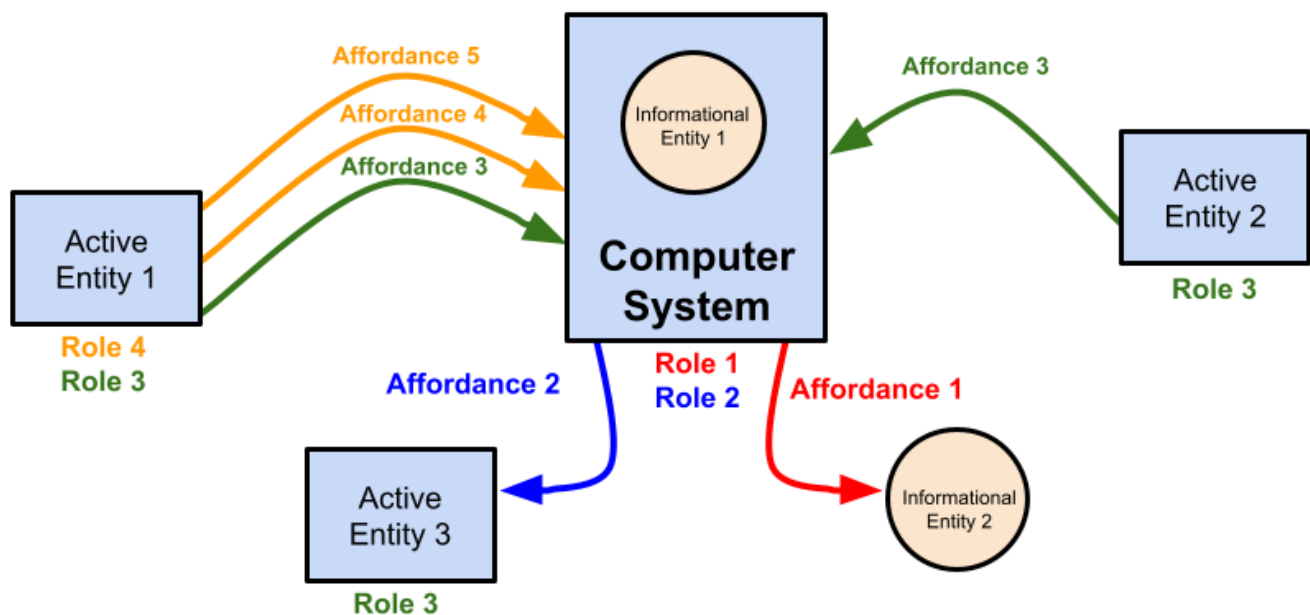 Affordance 5
Affordance 4
Affordance 3
Active
Entity 1
Role 4
Role 3
Informational
Entity 1
Computer
System
Role 1
Role 2
Affordance 3
Active
Entity 2
Role 3
Affordance 2
Active
Entity 3
Role 3
Affordance 1
Informational
Entity 2